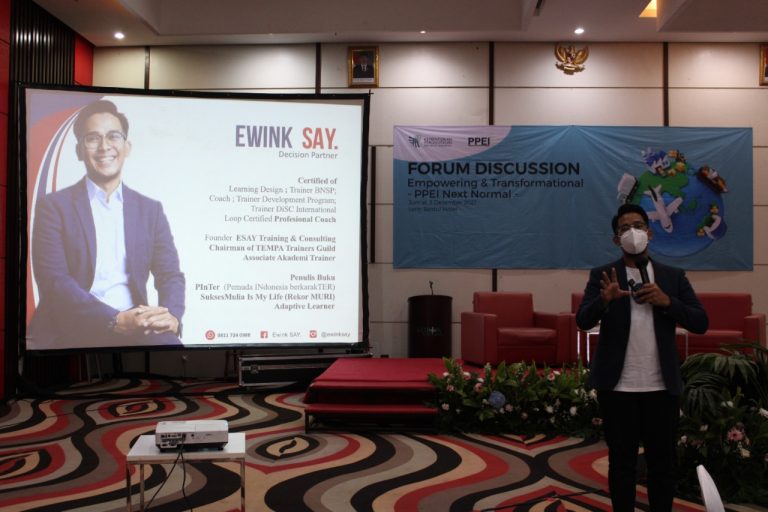 EWINK SAY.
Decision Partner
Certified of
Learning Design ; Trainer BNSP;
Coach ; Trainer Development Program;
Trainer DiSC International
Loop Certified Profesional Coach
Founder ESAY Training & Consulting
Chairman of TEMPA Trainers Guild
Associate Akademi Trainer
Penulis Buku
PInTer (Pemuda INdonesia berkarakTER)
SuksesMulia Is My Life (Rekor MURI)
Adaptive Learner
Ewink SAY.
@ewinksay
PPEI
FORUM DISCUSSION
Empowering & Transformational
- PPEI Next Normal -